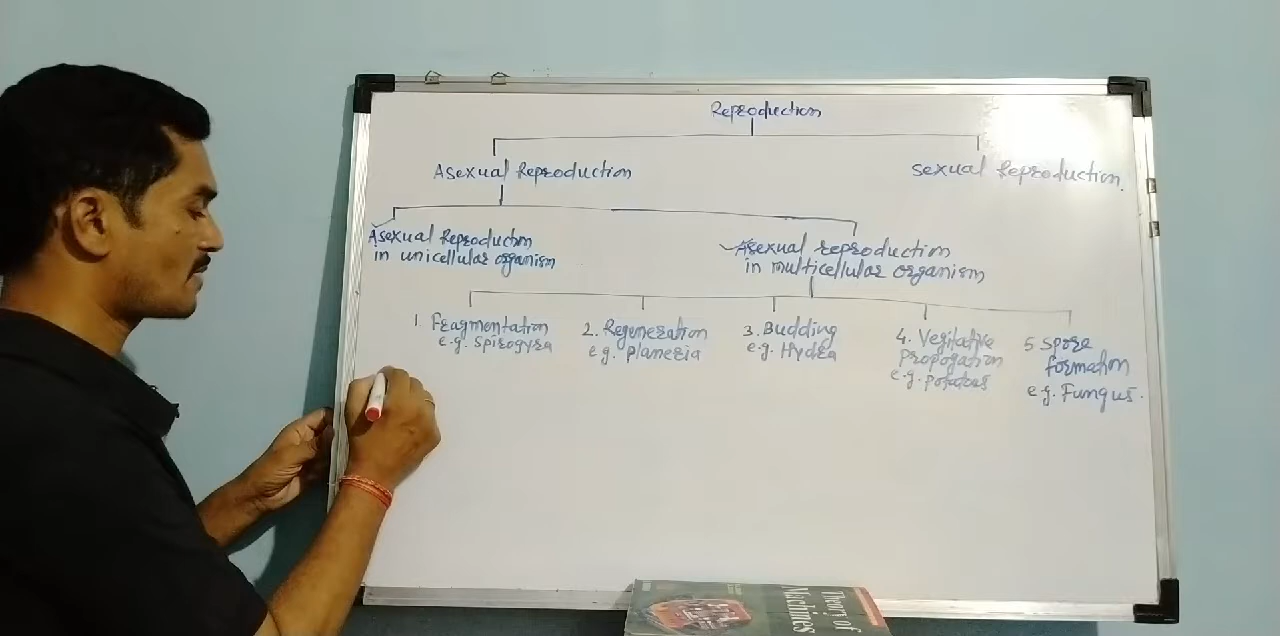 Reproduction
Asexual Reproduction
sexual Reproduction.
Asexual Reproduction
in unicellular organism
Asexual reproduction
in multicellular organism
1. Fragmentation
e.g. Spirogyra
2. Regeneration
e.g. planeria
3. Budding
e.g. Hydra
4. Vegitative
propogation
e.g. potatoes
5 Spore
formation
e.g. Fungus.
Theory of
Machines